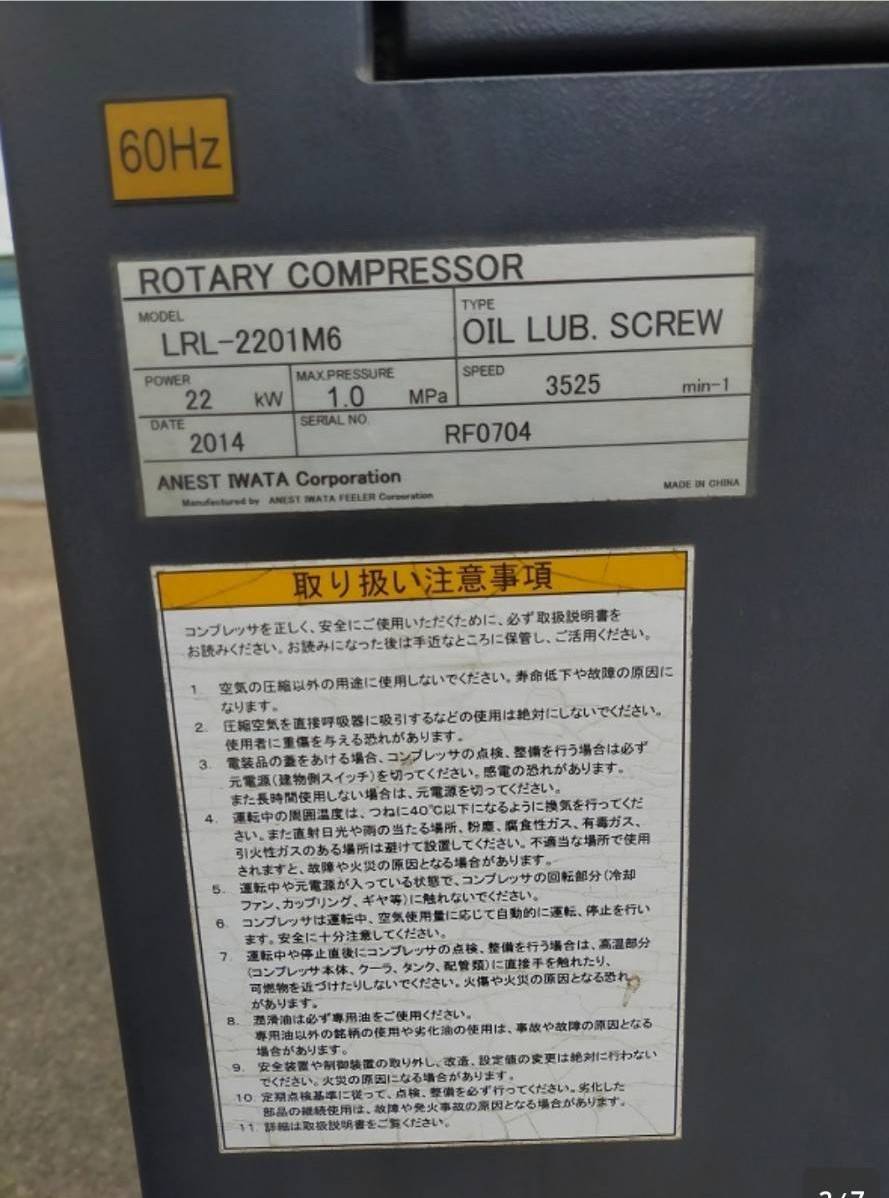 60Hz
ROTARY COMPRESSOR
MODEL
LRL-2201M6
TYPE
OIL LUB. SCREW
POWER
22 kW
MAX.PRESSURE
1.0 MPa
SPEED
3525 min-1
DATE
2014
SERIAL NO.
RF0704
ANEST IWATA Corporation
Manufactured by ANEST IWATA FEELER Corporation
MADE IN CHINA
取り扱い注意事項
コンプレッサを正しく、安全にご使用いただくために、必ず取扱説明書を
お読みください。お読みになった後は手近なところに保管し、ご活用ください。
1. 空気の圧縮以外の用途に使用しないでください。寿命低下や故障の原因に
なります。
2. 圧縮空気を直接呼吸器に吸引するなどの使用は絶対にしないでください。
使用者に重傷を与える恐れがあります。
3. 電装品の蓋をあける場合、コンプレッサの点検、整備を行う場合は必ず
元電源(建物側スイッチ)を切ってください。感電の恐れがあります。
また長時間使用しない場合は、元電源を切ってください。
4. 運転中の周囲温度は、つねに40℃以下になるように換気を行ってくだ
さい。また直射日光や雨の当たる場所、粉塵、腐食性ガス、有毒ガス、
引火性ガスのある場所は避けて設置してください。不適当な場所で使用
されますと、故障や火災の原因となる場合があります。
5. 運転中や元電源が入っている状態で、コンプレッサの回転部分(冷却
ファン、カップリング、ギヤ等)に触れないでください。
6. コンプレッサは運転中、空気使用量に応じて自動的に運転、停止を行い
ます。安全に十分注意してください。
7. 運転中や停止直後にコンプレッサの点検、整備を行う場合は、高温部分
(コンプレッサ本体、クーラ、タンク、配管類)に直接手を触れたり、
可燃物を近づけたりしないでください。火傷や火災の原因となる恐れ
があります。
8. 潤滑油は必ず専用油をご使用ください。
専用油以外の銘柄の使用や劣化油の使用は、事故や故障の原因となる
場合があります。
9. 安全装置や制御装置の取り外し、改造、設定値の変更は絶対に行わない
でください。火災の原因になる場合があります。
10. 定期点検基準に従って、点検、整備を必ず行ってください。劣化した
部品の継続使用は、故障や発火事故の原因となる場合があります。
11. 詳細は取扱説明書をご覧ください。